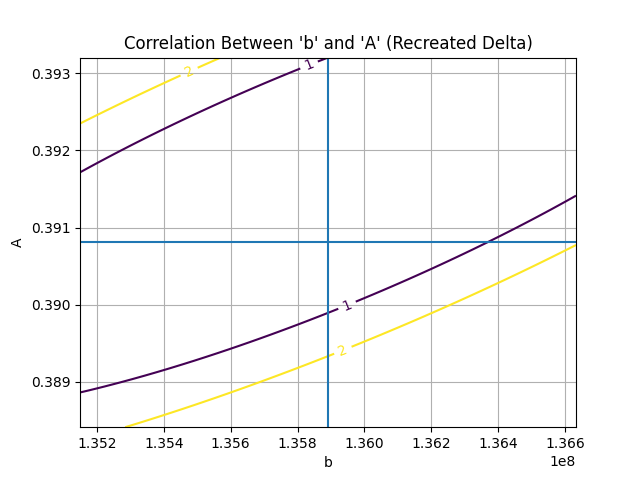 Correlation Between 'b' and 'A' (Recreated Delta)
0.393
0.392
0.391
0.390
0.389
A
2
1
1
2
1.352 1.354 1.356 1.358 1.360 1.362 1.364 1.366
1e8
b